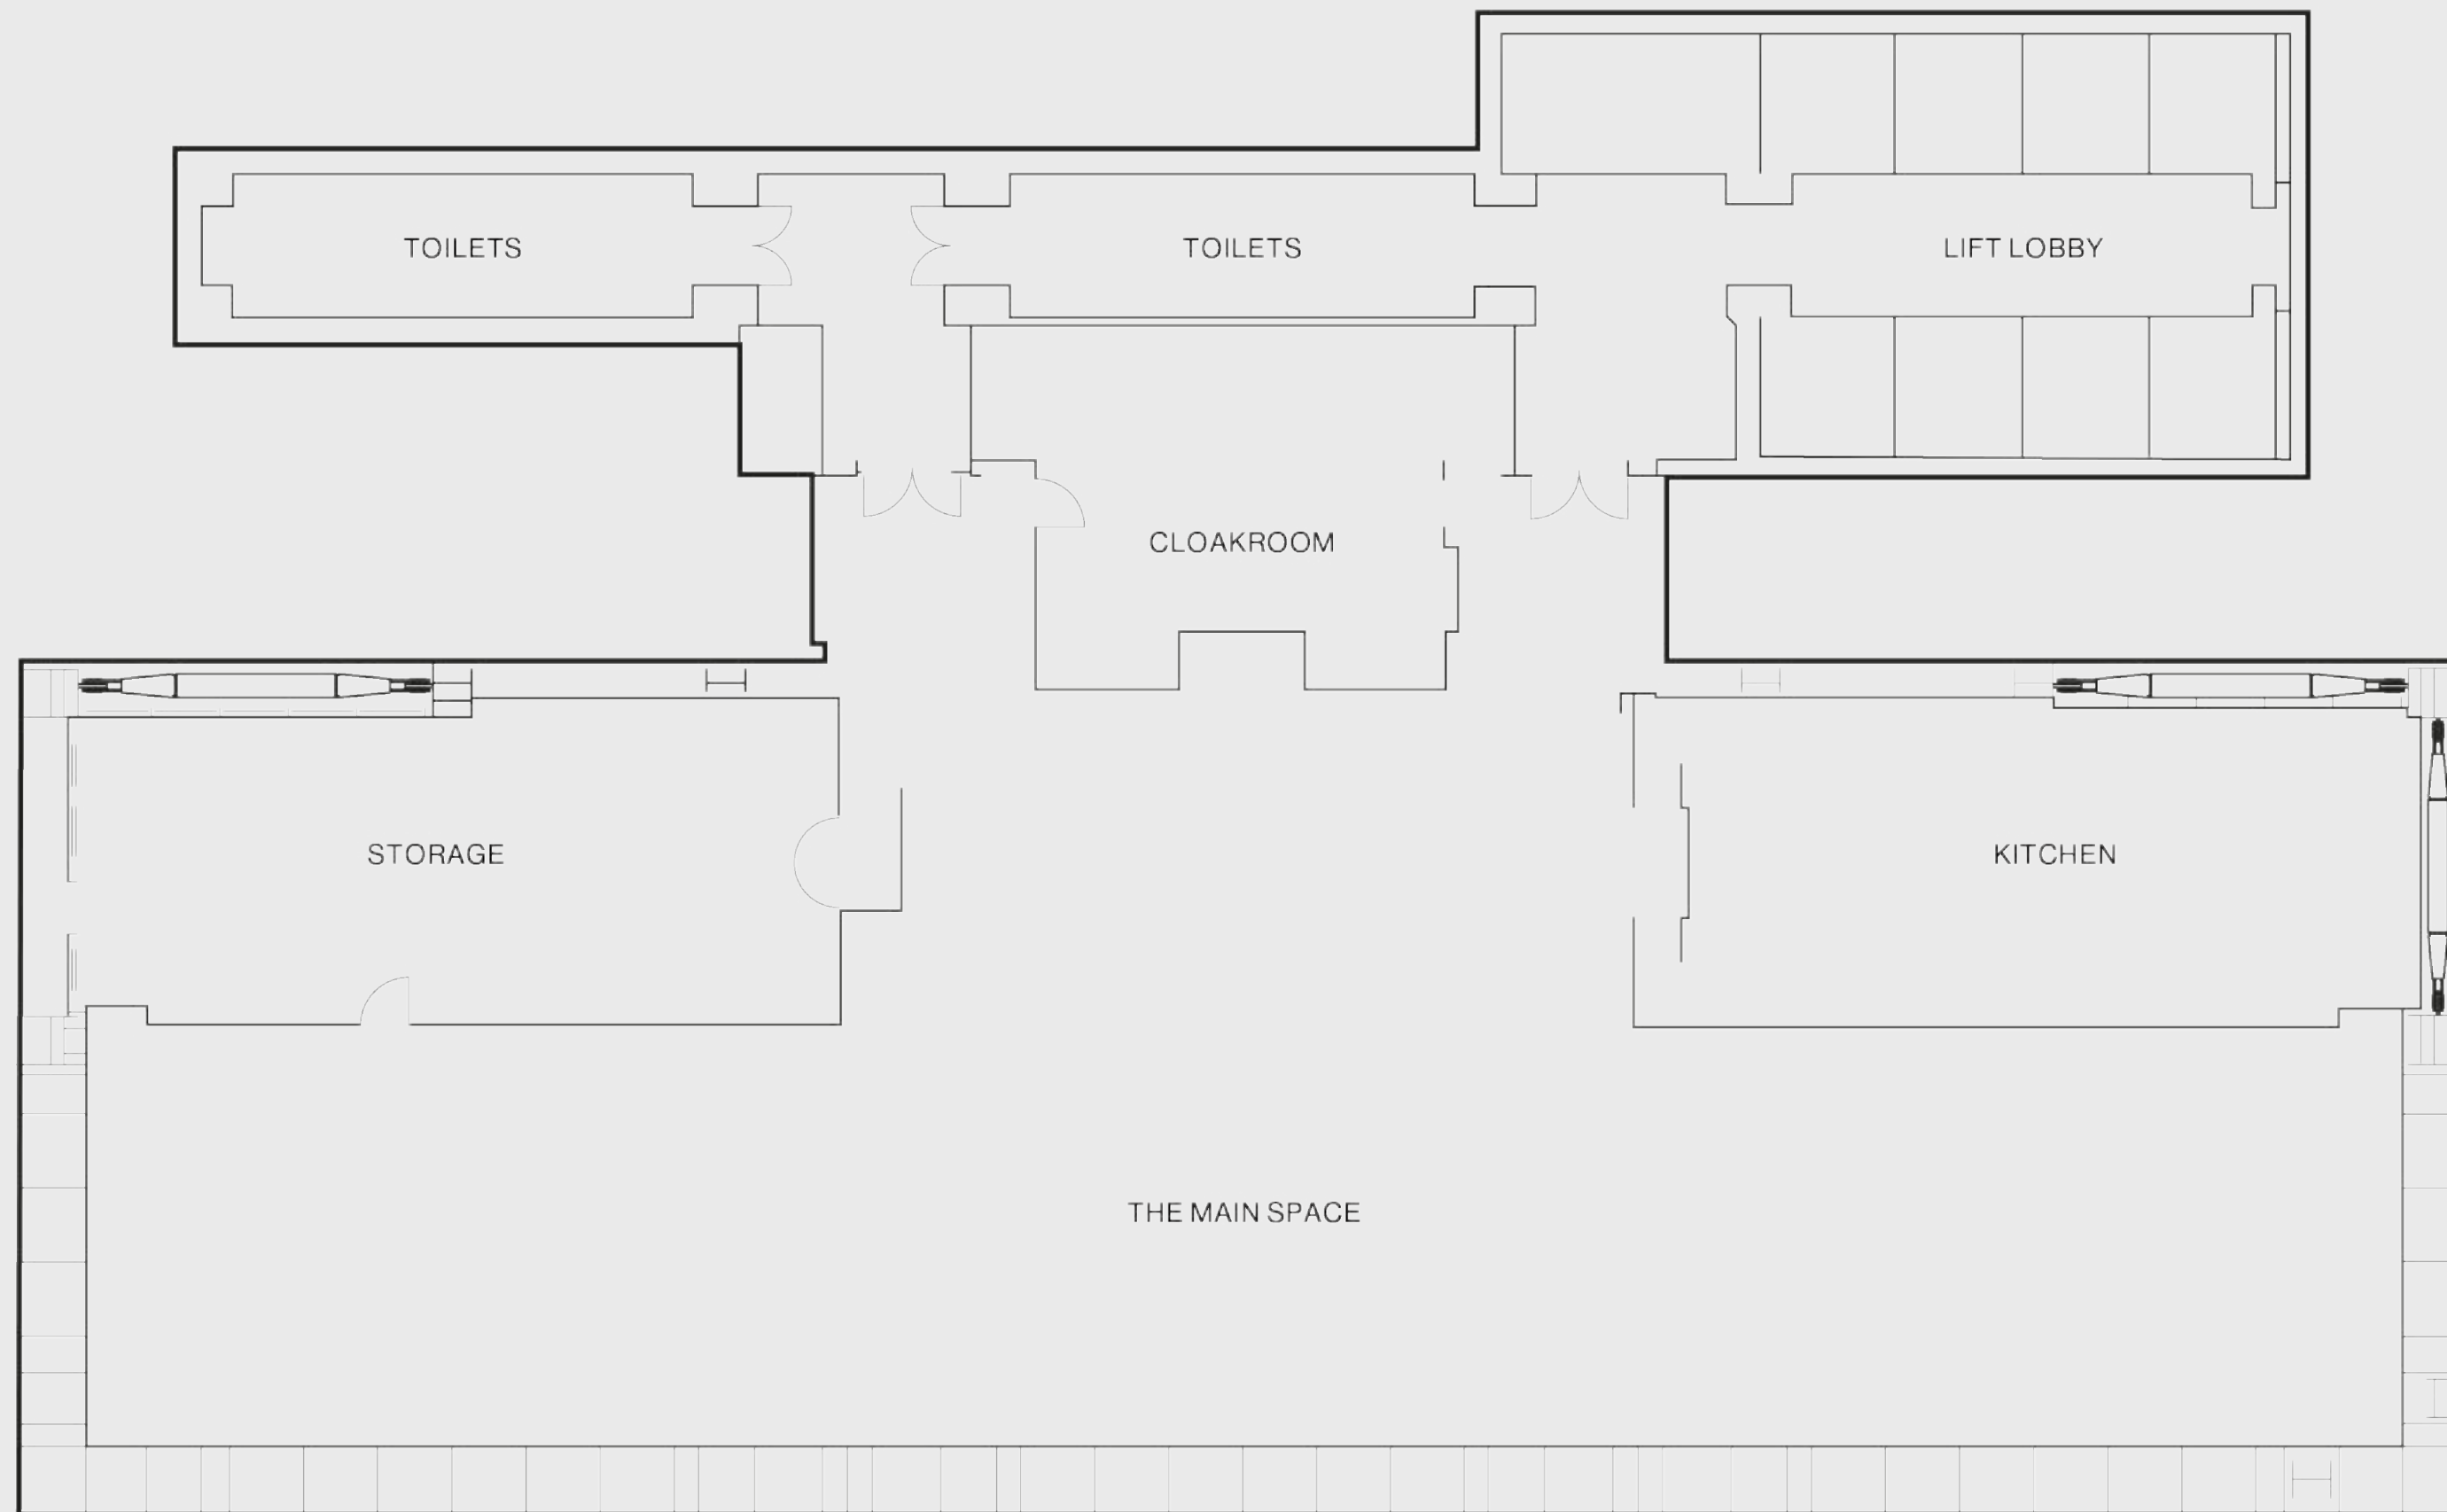 TOILETS
TOILETS
LIFT LOBBY
CLOAKROOM
STORAGE
KITCHEN
THE MAIN SPACE